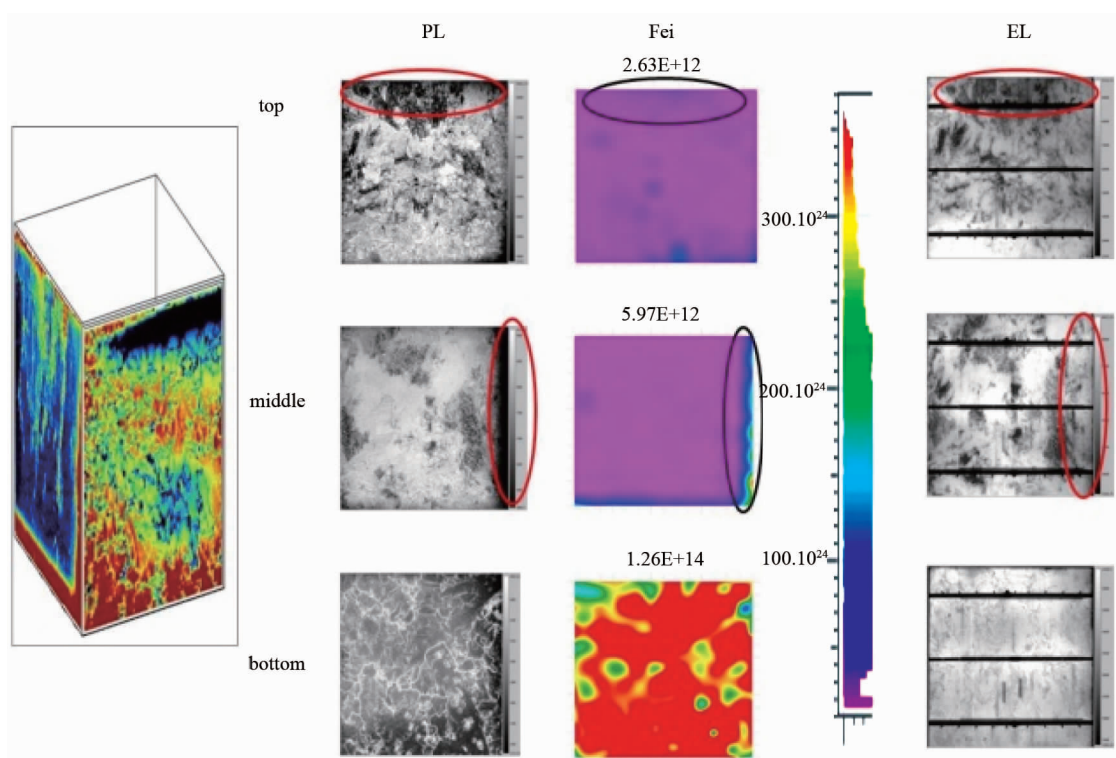 PL Fei EL
2.63E+12
top
300.10²⁴
5.97E+12
200.10²⁴
middle
1.26E+14
100.10²⁴
bottom